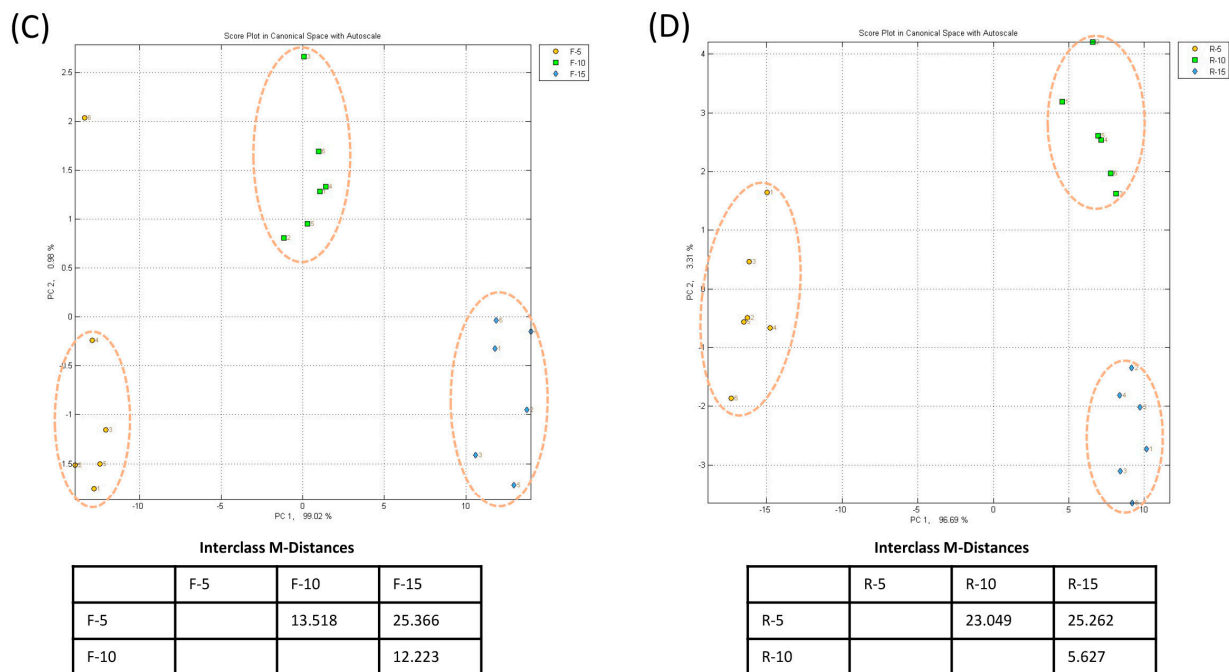 (C)
Score Plot in Canonical Space with Autoscale
F-5
F-10
F-15
2.5
2
1.5
1
0.5
0
-0.5
-1
-1.5
PC 2, 0.98 %
-10 -5 0 5 10
PC 1, 99.02 %
Interclass M-Distances
F-5 F-10 F-15
F-5 13.518 25.366
F-10 12.223
(D)
Score Plot in Canonical Space with Autoscale
R-5
R-10
R-15
4
3
2
1
0
-1
-2
-3
PC 2, 3.31 %
-15 -10 -5 0 5 10
PC 1, 96.69 %
Interclass M-Distances
R-5 R-10 R-15
R-5 23.049 25.262
R-10 5.627